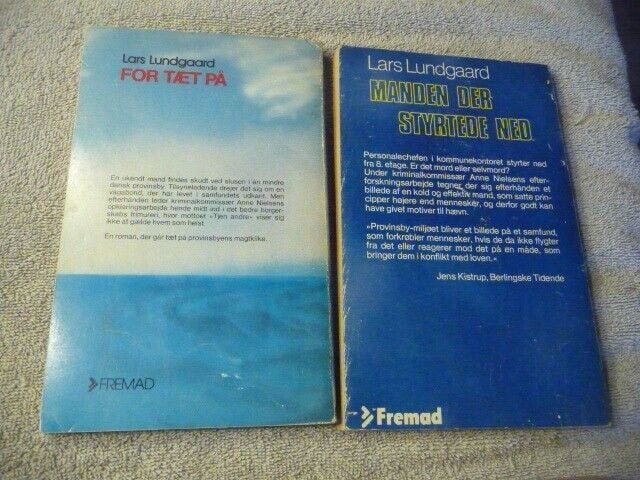 Lars Lundgaard
FOR TÆT PÅ
En ukendt mand findes skudt ved slusen i en mindre
dansk provinsby. Tilsyneladende drejer det sig om en
vagabond, der har levet i samfundets udkant. Men
efterhånden leder kriminalkommissær Anne Nielsens
opklaringsarbejde hende midt ud i det bedre borger-
skabs frimureri, hvor mottoet »Tjen andre« viser sig
ikke at gælde hvem som helst.
En roman, der går tæt på provinsbyens magtklike.
FREMAD
Lars Lundgaard
MANDEN DER
STYRTEDE NED
Personalechefen i kommunekontoret styrter ned
fra 8. etage. Er det mord eller selvmord?
Under kriminalkommissær Anne Nielsens efter-
forskningsarbejde tegner der sig efterhånden et
billede af en kold og effektiv mand, som satte prin-
cipper højere end mennesker, og derfor godt kan
have givet motiver til hævn.
»Provinsby-miljøet bliver et billede på et samfund,
som forkrøbler mennesker, hvis de da ikke flygter
fra det eller reagerer mod det på en måde, som
bringer dem i konflikt med loven.«
Jens Kistrup, Berlingske Tidende
Fremad